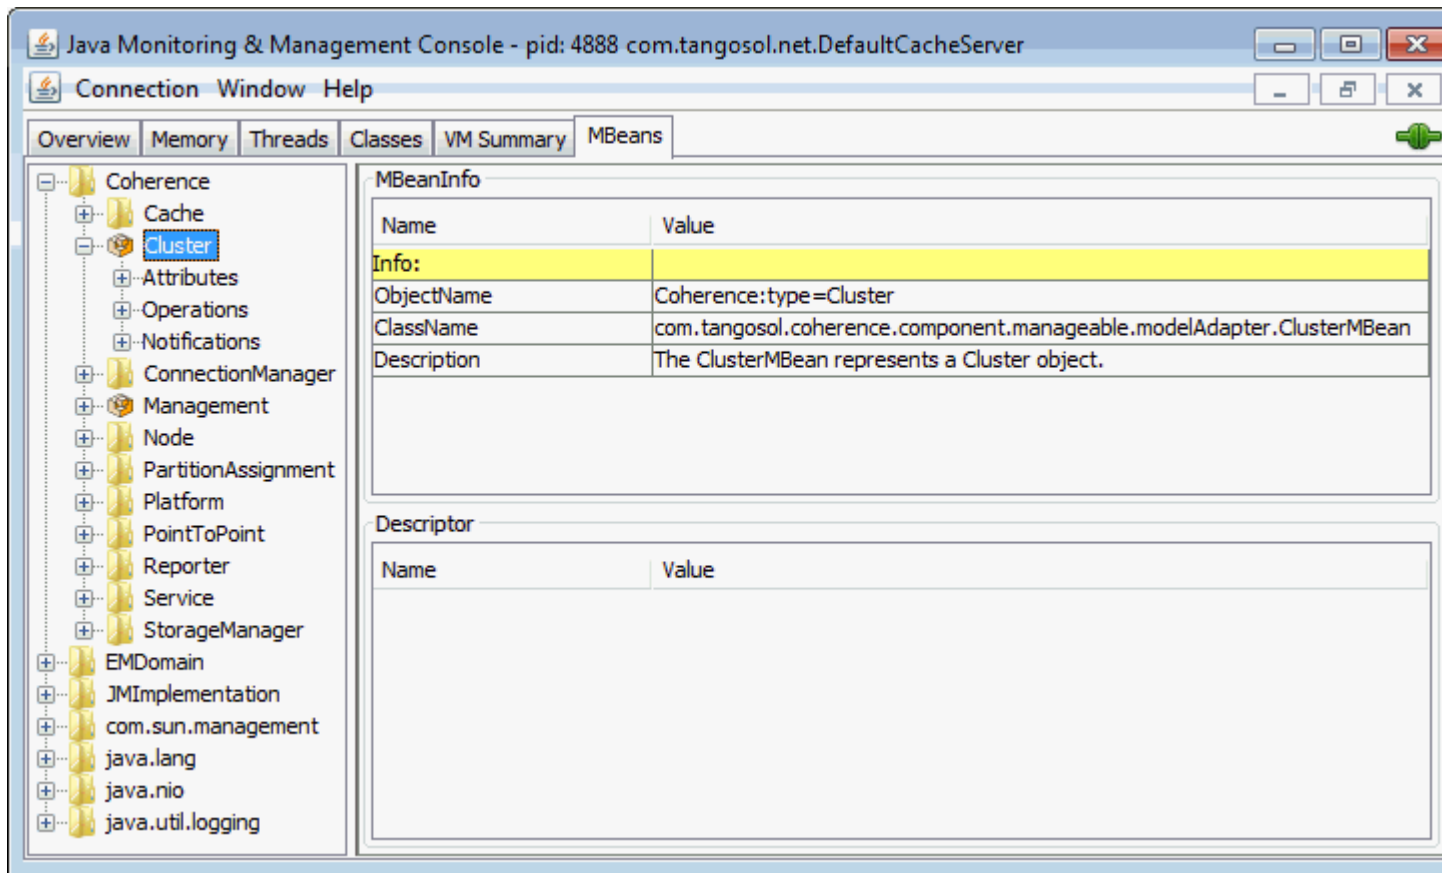 Java Monitoring & Management Console - pid: 4888 com.tangosol.net.DefaultCacheServer
Connection Window Help
Overview Memory Threads Classes VM Summary MBeans
Coherence
Cache
Cluster
Attributes
Operations
Notifications
ConnectionManager
Management
Node
PartitionAssignment
Platform
PointToPoint
Reporter
Service
StorageManager
EMDomain
JMImplementation
com.sun.management
java.lang
java.nio
java.util.logging
MBeanInfo
Name Value
Info:
ObjectName Coherence:type=Cluster
ClassName com.tangosol.coherence.component.manageable.modelAdapter.ClusterMBean
Description The ClusterMBean represents a Cluster object.
Descriptor
Name Value